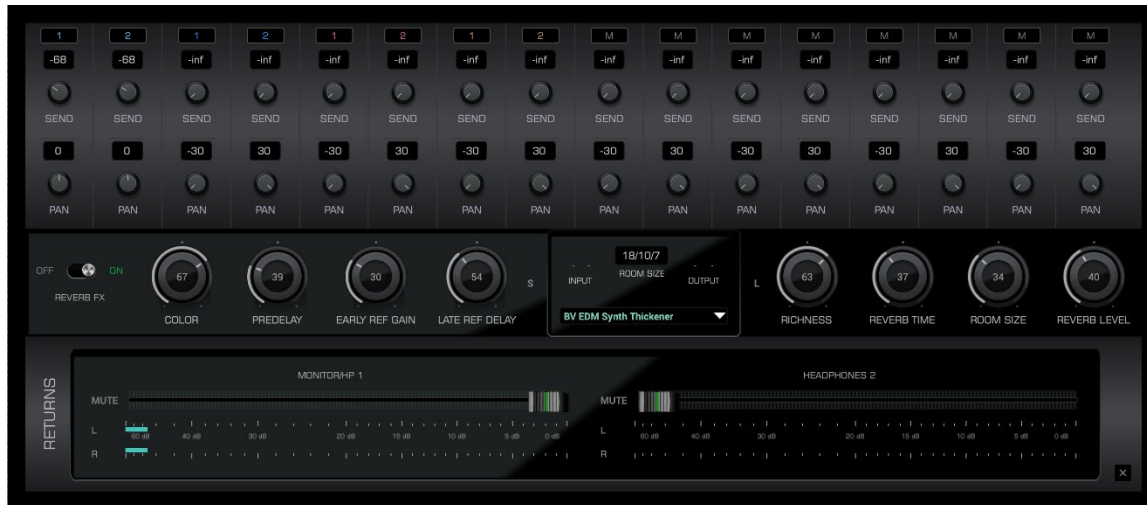 1 2 1 2 1 2 1 2 M M M M M M M
-68 -68 -inf -inf -inf -inf -inf -inf -inf -inf -inf -inf -inf -inf -inf
SEND SEND SEND SEND SEND SEND SEND SEND SEND SEND SEND SEND SEND SEND SEND
0 0 -30 30 -30 30 -30 30 -30 30 -30 30 -30 30 -30 30
PAN PAN PAN PAN PAN PAN PAN PAN PAN PAN PAN PAN PAN PAN PAN
18/10/7
OFF ON 67 39 30 54 S INPUT ROOM SIZE OUTPUT L 63 37 34 40
REVERB FX
BV EDM Synth Thickener
COLOR PREDELAY EARLY REF GAIN LATE REF DELAY RICHNESS REVERB TIME ROOM SIZE REVERB LEVEL
RETURNS
MONITOR/HP 1 HEADPHONES 2
MUTE MUTE
L L
60 dB 40 dB 30 dB 20 dB 15 dB 10 dB 5 dB 0 dB 60 dB 40 dB 30 dB 20 dB 15 dB 10 dB 5 dB 0 dB
R R